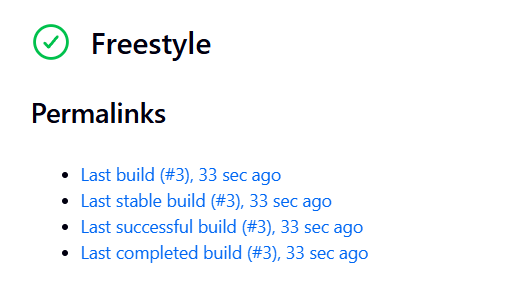 Freestyle
Permalinks
Last build (#3), 33 sec ago
Last stable build (#3), 33 sec ago
Last successful build (#3), 33 sec ago
Last completed build (#3), 33 sec ago